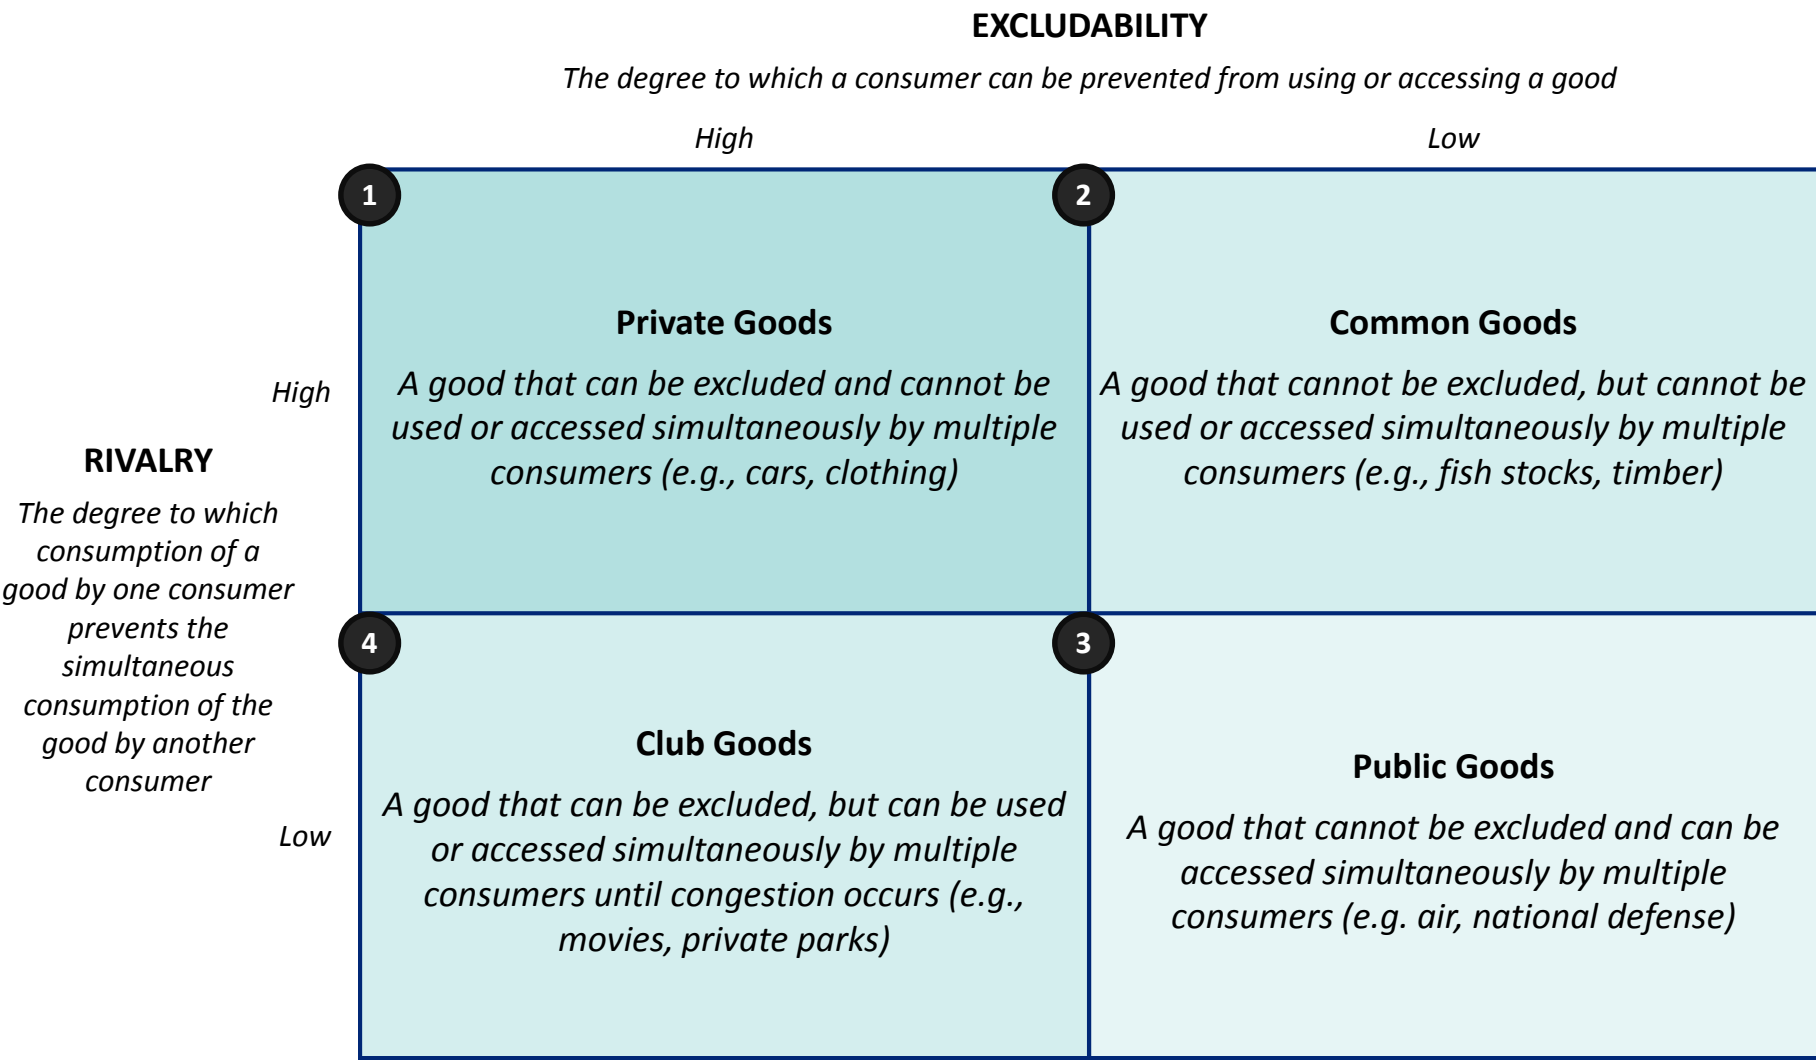 EXCLUDABILITY
The degree to which a consumer can be prevented from using or accessing a good
High
Low
1
2
Private Goods
A good that can be excluded and cannot be
used or accessed simultaneously by multiple
consumers (e.g., cars, clothing)
Common Goods
A good that cannot be excluded, but cannot be
used or accessed simultaneously by multiple
consumers (e.g., fish stocks, timber)
High
RIVALRY
The degree to which
consumption of a
good by one consumer
prevents the
simultaneous
consumption of the
good by another
consumer
Low
4
3
Club Goods
A good that can be excluded, but can be used
or accessed simultaneously by multiple
consumers until congestion occurs (e.g.,
movies, private parks)
Public Goods
A good that cannot be excluded and can be
accessed simultaneously by multiple
consumers (e.g. air, national defense)